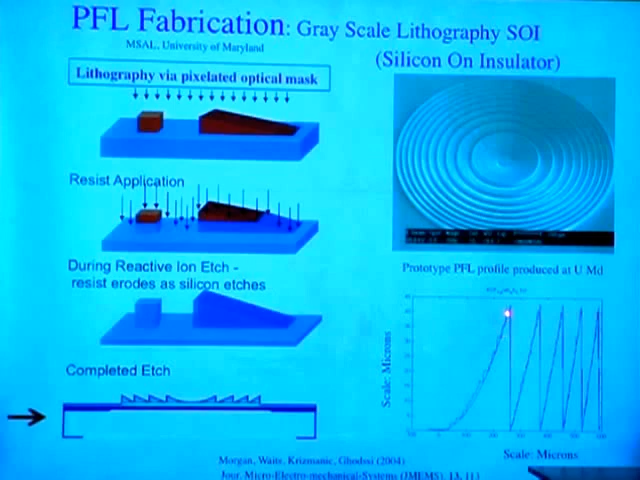 PFL Fabrication: Gray Scale Lithography SOI
MSAL, University of Maryland
(Silicon On Insulator)
Lithography via pixelated optical mask
Resist Application
During Reactive Ion Etch -
resist erodes as silicon etches
Completed Etch
Prototype PFL profile produced at U Md
Scale: Microns
Scale: Microns
Morgan, Waits, Krizmanic, Ghodssi (2004)
Jour. Micro-Electro-mechanical-Systems (JMEMS), 13, 113